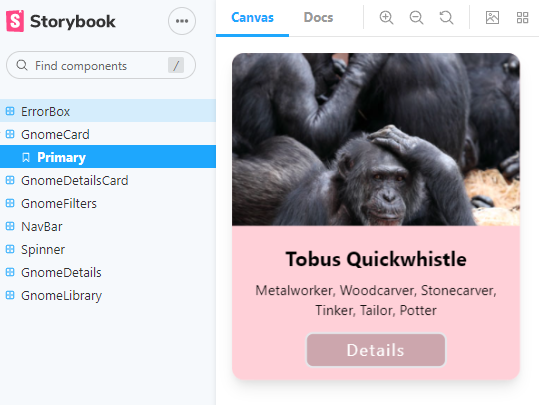 Storybook
Find components
/
ErrorBox
GnomeCard
Primary
GnomeDetailsCard
GnomeFilters
NavBar
Spinner
GnomeDetails
GnomeLibrary
Canvas
Docs
Tobus Quickwhistle
Metalworker, Woodcarver, Stonecarver,
Tinker, Tailor, Potter
Details